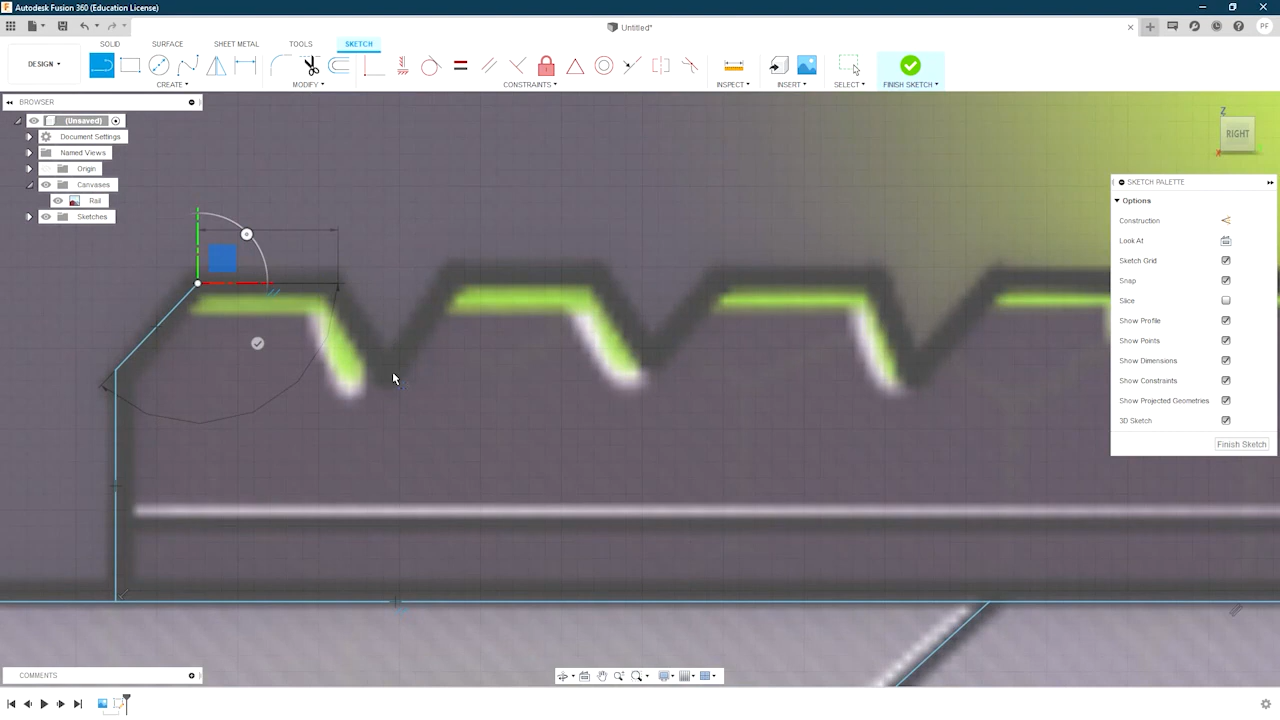 Autodesk Fusion 360 (Education License)
Untitled*
PF
DESIGN
SOLID SURFACE SHEET METAL TOOLS SKETCH
CREATE MODIFY CONSTRAINTS INSPECT INSERT SELECT FINISH SKETCH
BROWSER
(Unsaved)
Document Settings
Named Views
Origin
Canvases
Rail
Sketches
Z
RIGHT
X
SKETCH PALETTE
Options
Construction
Look At
Sketch Grid
Snap
Slice
Show Profile
Show Points
Show Dimensions
Show Constraints
Show Projected Geometries
3D Sketch
Finish Sketch
COMMENTS